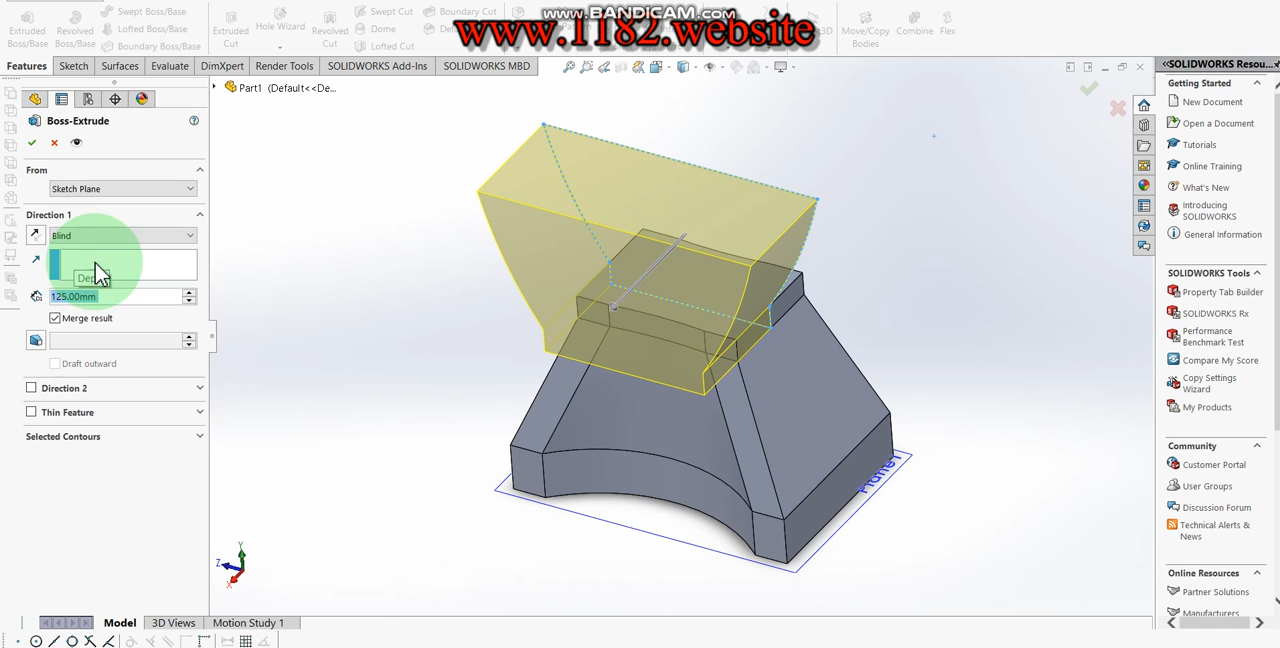 www.BANDICAM.com
www.1182.website
Extruded Boss/Base
Revolved Boss/Base
Swept Boss/Base
Lofted Boss/Base
Boundary Boss/Base
Extruded Cut
Hole Wizard
Revolved Cut
Swept Cut
Dome
Lofted Cut
Boundary Cut
Move/Copy Bodies
Combine
Flex
Features
Sketch
Surfaces
Evaluate
DimXpert
Render Tools
SOLIDWORKS Add-Ins
SOLIDWORKS MBD
Part1 (Default<<De...
Boss-Extrude
From
Sketch Plane
Direction 1
Blind
125.00mm
Merge result
Draft outward
Direction 2
Thin Feature
Selected Contours
Plane1
Y
Z
X
Model
3D Views
Motion Study 1
SOLIDWORKS Resou...
Getting Started
New Document
Open a Document
Tutorials
Online Training
What's New
Introducing
SOLIDWORKS
General Information
SOLIDWORKS Tools
Property Tab Builder
SOLIDWORKS Rx
Performance
Benchmark Test
Compare My Score
Copy Settings
Wizard
My Products
Community
Customer Portal
User Groups
Discussion Forum
Technical Alerts &
News
Online Resources
Partner Solutions
Manufacturers